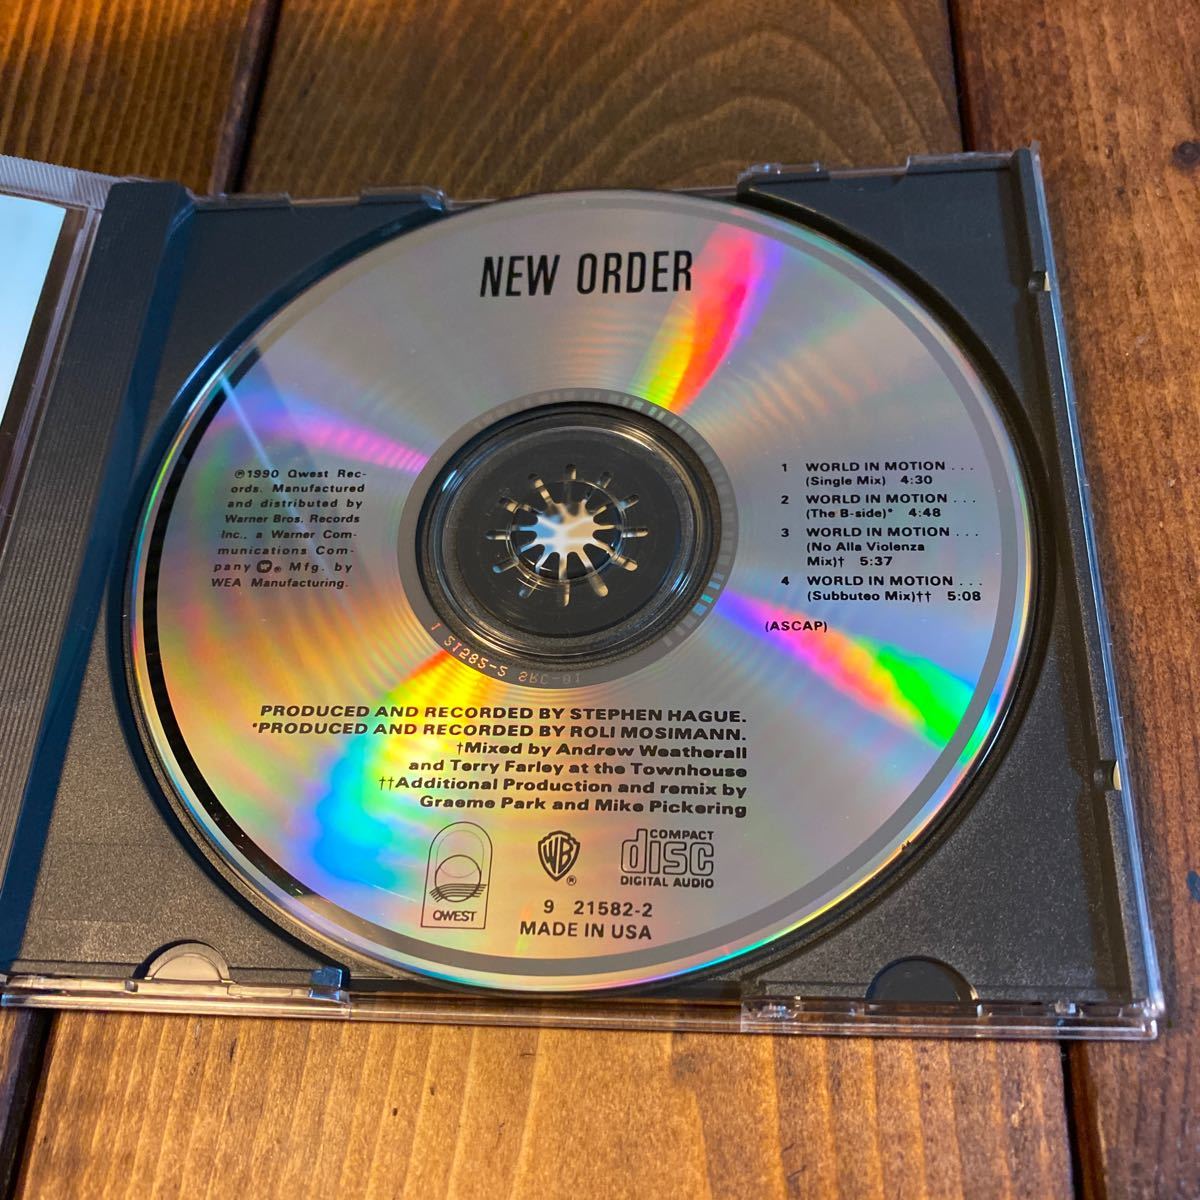 NEW ORDER
℗1990 Qwest Rec-
ords. Manufactured
and distributed by
Warner Bros. Records
Inc., a Warner Com-
munications Com-
pany ® Mfg. by
WEA Manufacturing.
1 WORLD IN MOTION . . .
(Single Mix) 4:30
2 WORLD IN MOTION . . .
(The B-side)* 4:48
3 WORLD IN MOTION . . .
(No Alla Violenza
Mix)† 5:37
4 WORLD IN MOTION . . .
(Subbuteo Mix)†† 5:08
(ASCAP)
1 21582-2 SRC-01
PRODUCED AND RECORDED BY STEPHEN HAGUE.
*PRODUCED AND RECORDED BY ROLI MOSIMANN.
†Mixed by Andrew Weatherall
and Terry Farley at the Townhouse
††Additional Production and remix by
Graeme Park and Mike Pickering
QWEST
WB ®
COMPACT
disc
DIGITAL AUDIO
9 21582-2
MADE IN USA